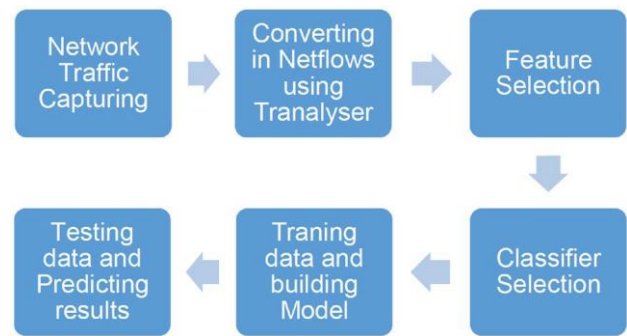 Network
Traffic
Capturing
Converting
in Netflows
using
Tranalyser
Feature
Selection
Classifier
Selection
Traning
data and
building
Model
Testing
data and
Predicting
results